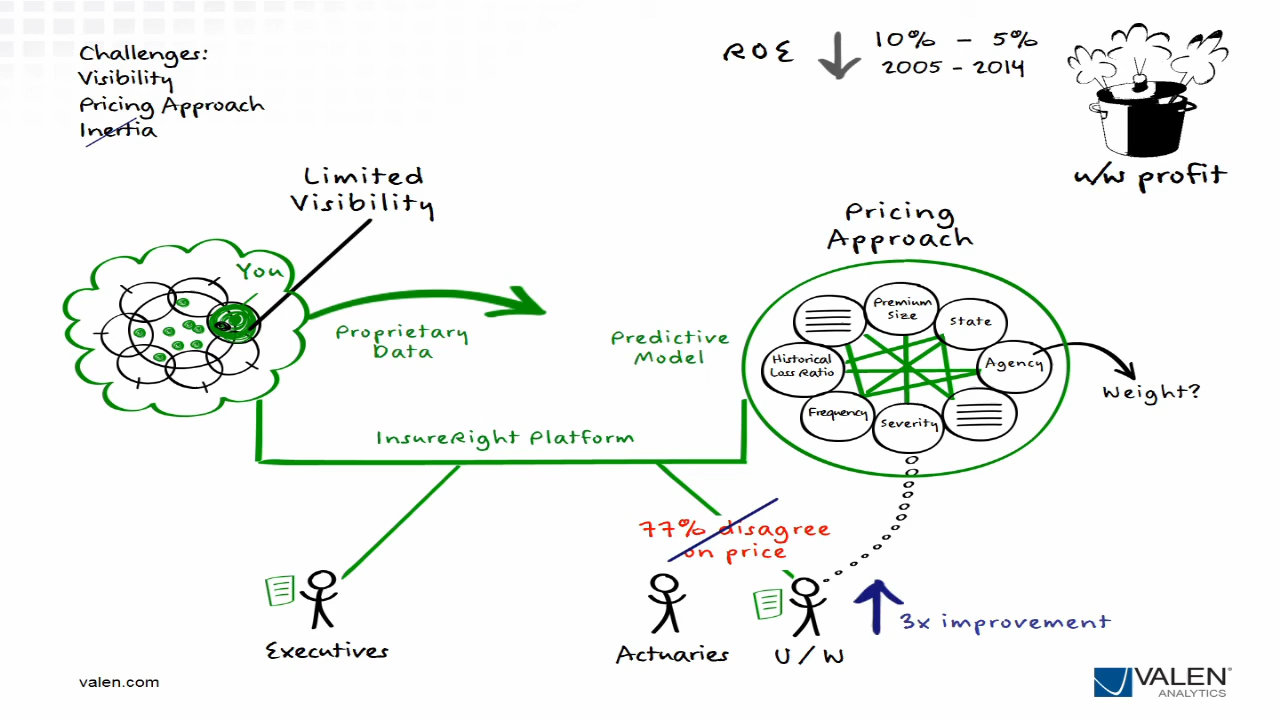 Challenges:
Visibility
Pricing Approach
Inertia
ROE
10% - 5%
2005 - 2014
u/w profit
Limited
Visibility
You
Proprietary
Data
Predictive
Model
Pricing
Approach
Premium
Size
State
Historical
Loss Ratio
Agency
Frequency
Severity
Weight?
InsureRight Platform
77% disagree
on price
3x improvement
Executives
Actuaries
U/W
valen.com
VALEN®
ANALYTICS